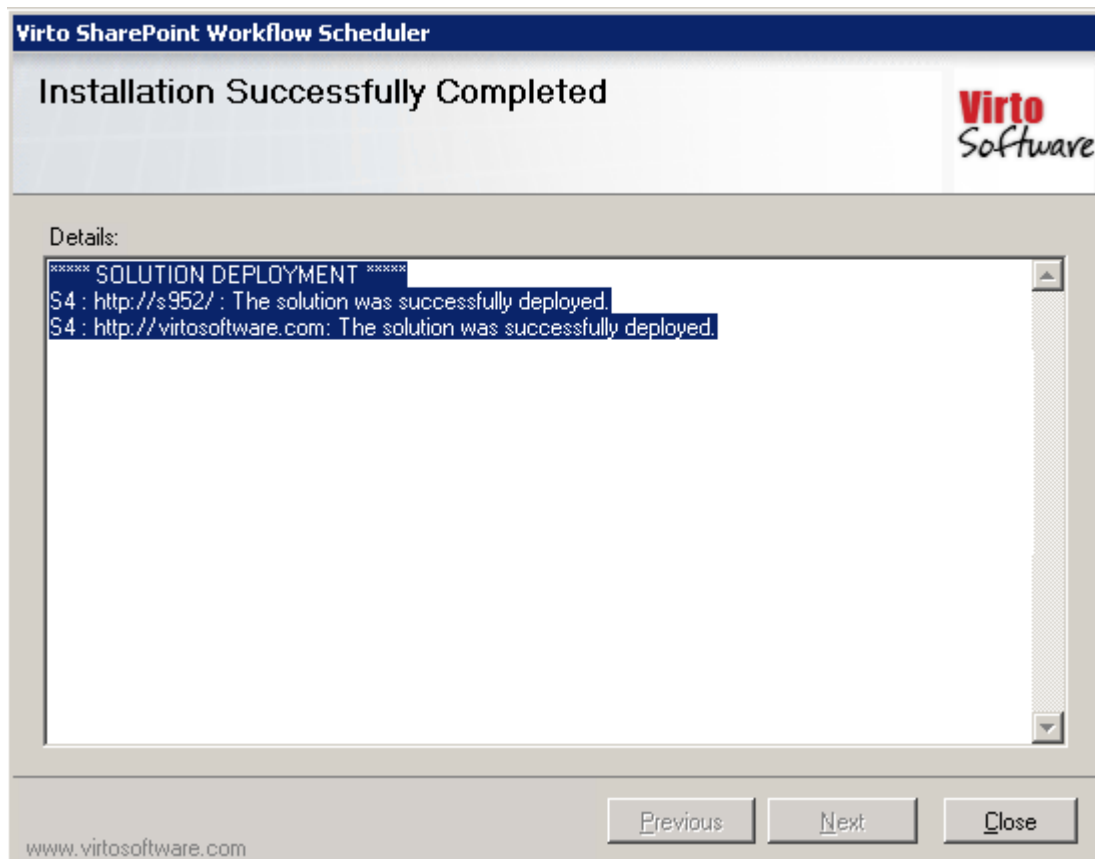 Virto SharePoint Workflow Scheduler
Installation Successfully Completed
Virto
Software
Details:
***** SOLUTION DEPLOYMENT *****
S4 : http://s952/ : The solution was successfully deployed.
S4 : http://virtosoftware.com: The solution was successfully deployed.
Previous
Next
Close
www.virtosoftware.com